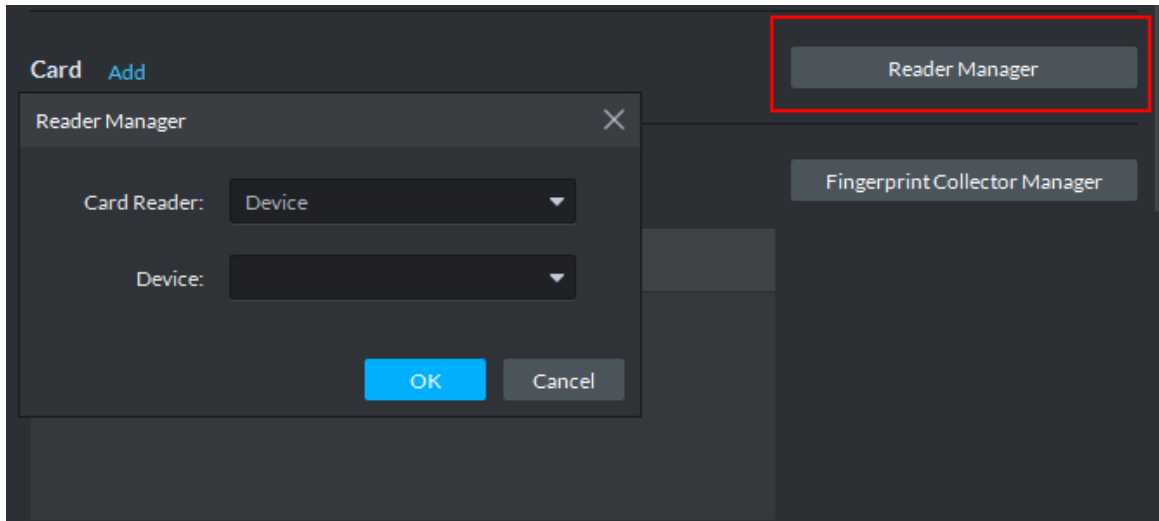 Card Add
Reader Manager
Reader Manager
Fingerprint Collector Manager
Card Reader: Device
Device:
OK Cancel